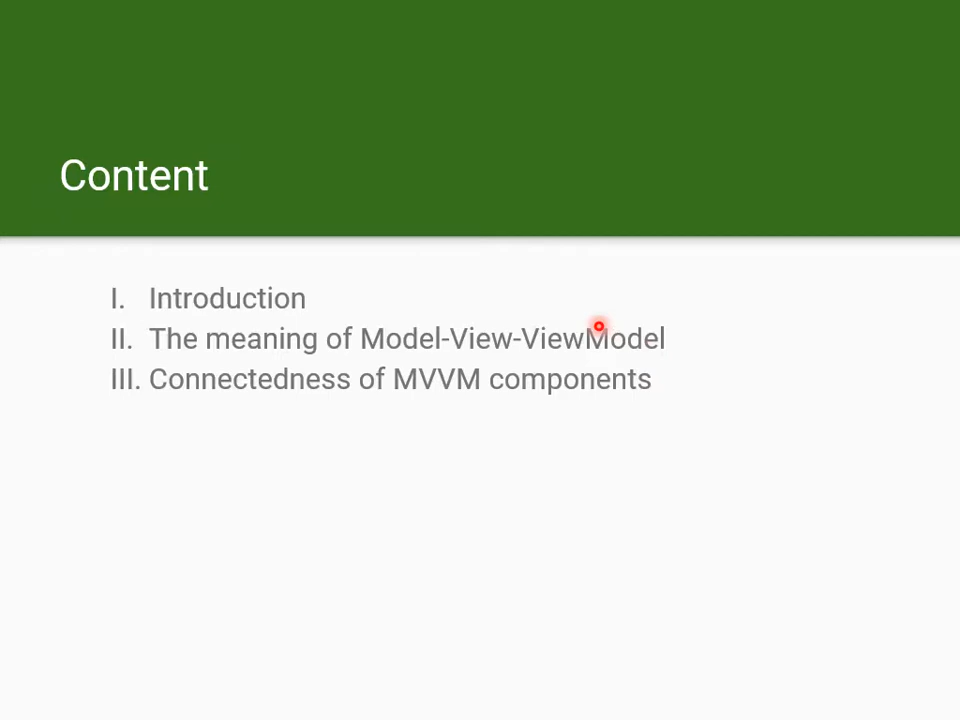 Content
I. Introduction
II. The meaning of Model-View-ViewModel
III. Connectedness of MVVM components